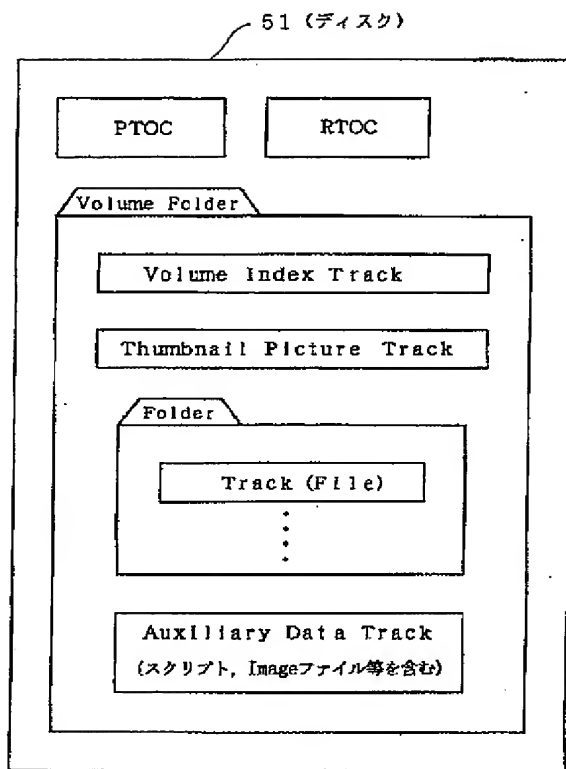 51 (ディスク)
PTOC
RTOC
Volume Folder
Volume Index Track
Thumbnail Picture Track
Folder
Track (File)
Auxiliary Data Track
(スクリプト, Imageファイル等を含む)